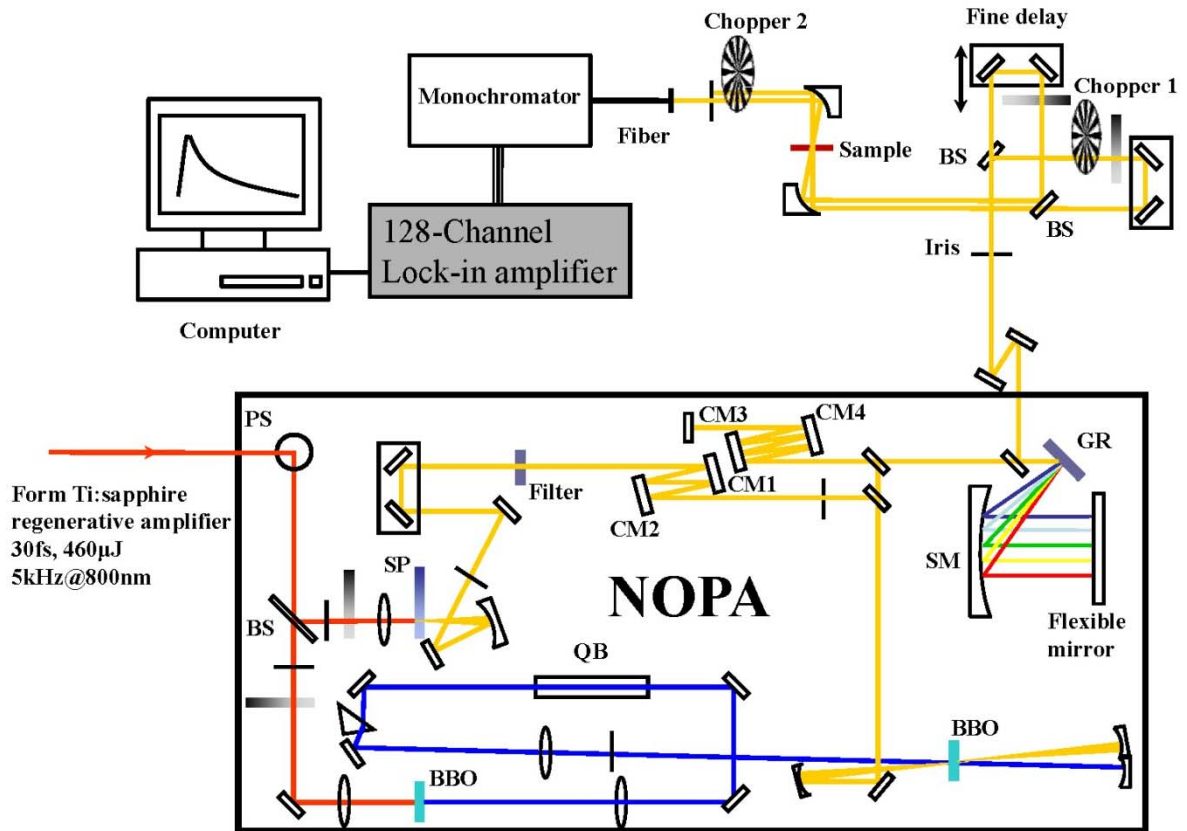 Chopper 2
Fine delay
Chopper 1
Monochromator
Fiber
Sample
BS
BS
Iris
128-Channel
Lock-in amplifier
Computer
PS
CM3
CM4
GR
Form Ti:sapphire
regenerative amplifier
30fs, 460µJ
5kHz@800nm
Filter
CM1
CM2
SP
SM
NOPA
Flexible
mirror
BS
QB
BBO
BBO